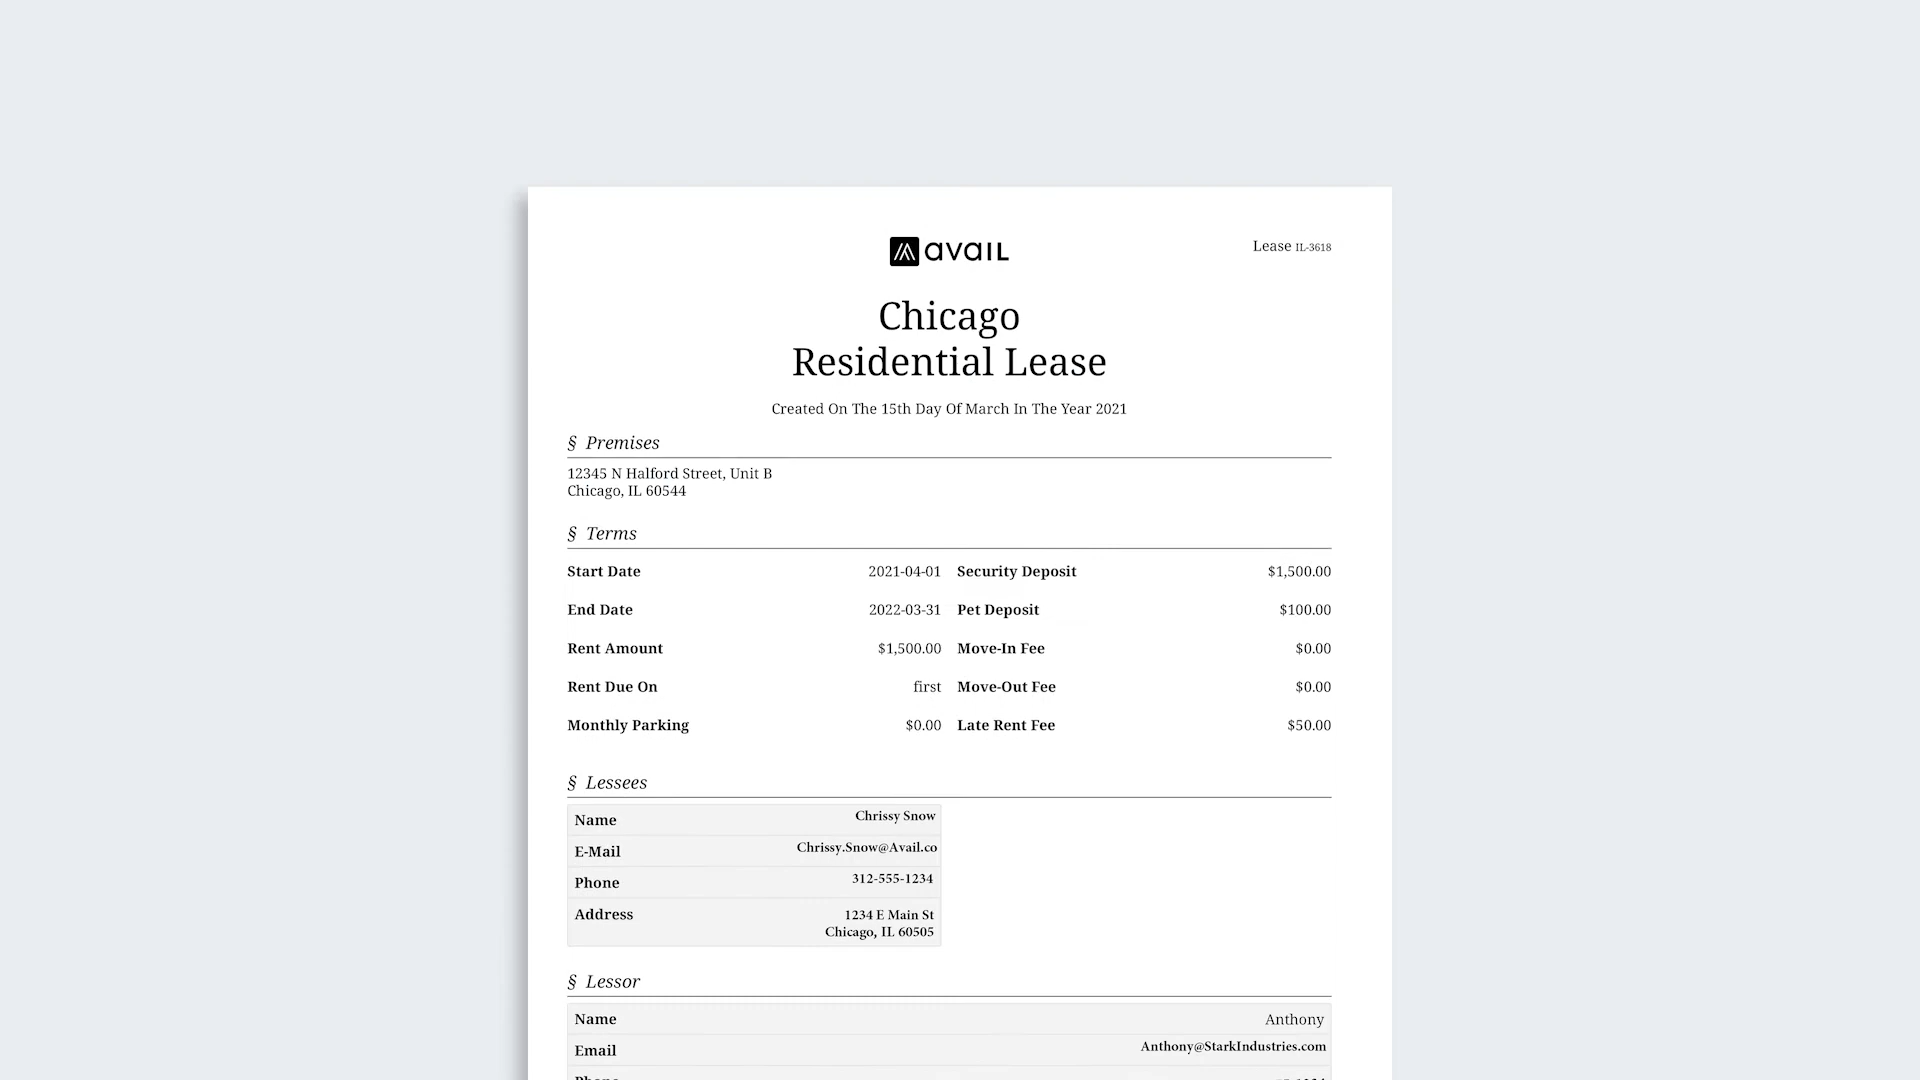 avail
Lease IL-3618
Chicago
Residential Lease
Created On The 15th Day Of March In The Year 2021
§ Premises
12345 N Halford Street, Unit B
Chicago, IL 60544
§ Terms
Start Date 2021-04-01 Security Deposit $1,500.00
End Date 2022-03-31 Pet Deposit $100.00
Rent Amount $1,500.00 Move-In Fee $0.00
Rent Due On first Move-Out Fee $0.00
Monthly Parking $0.00 Late Rent Fee $50.00
§ Lessees
Name Chrissy Snow
E-Mail Chrissy.Snow@Avail.co
Phone 312-555-1234
Address 1234 E Main St
Chicago, IL 60505
§ Lessor
Name Anthony
Email Anthony@StarkIndustries.com